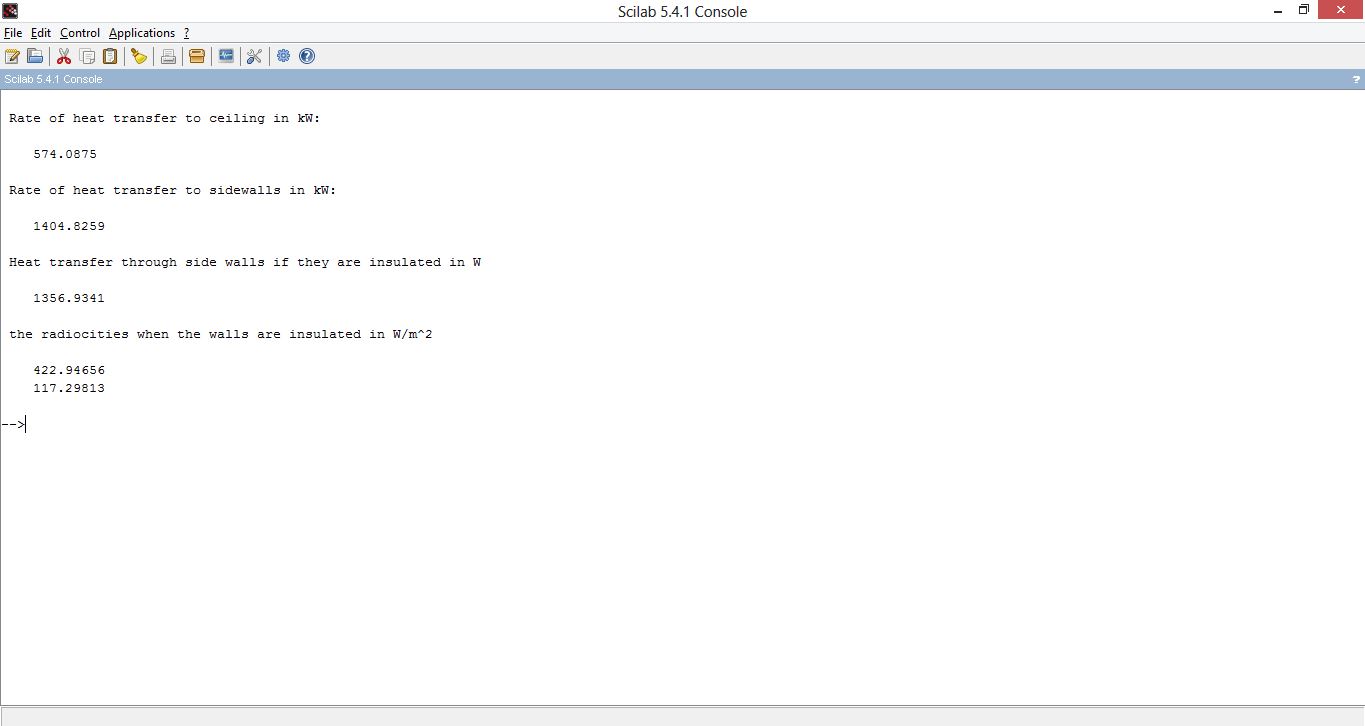 Scilab 5.4.1 Console
File Edit Control Applications ?
Scilab 5.4.1 Console ?
Rate of heat transfer to ceiling in kW:
574.0875
Rate of heat transfer to sidewalls in kW:
1404.8259
Heat transfer through side walls if they are insulated in W
1356.9341
the radiocities when the walls are insulated in W/m^2
422.94656
117.29813
-->